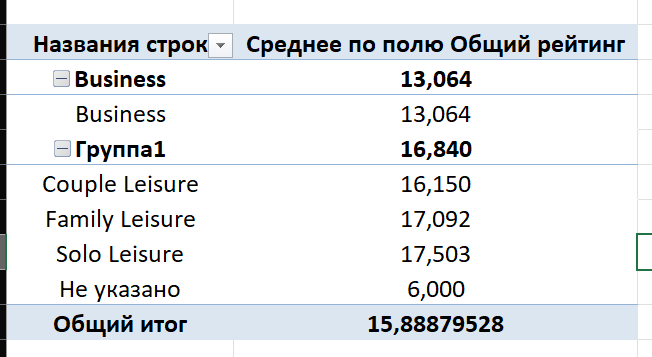 Названия строк Среднее по полю Общий рейтинг
Business 13,064
Business 13,064
Группа1 16,840
Couple Leisure 16,150
Family Leisure 17,092
Solo Leisure 17,503
Не указано 6,000
Общий итог 15,88879528